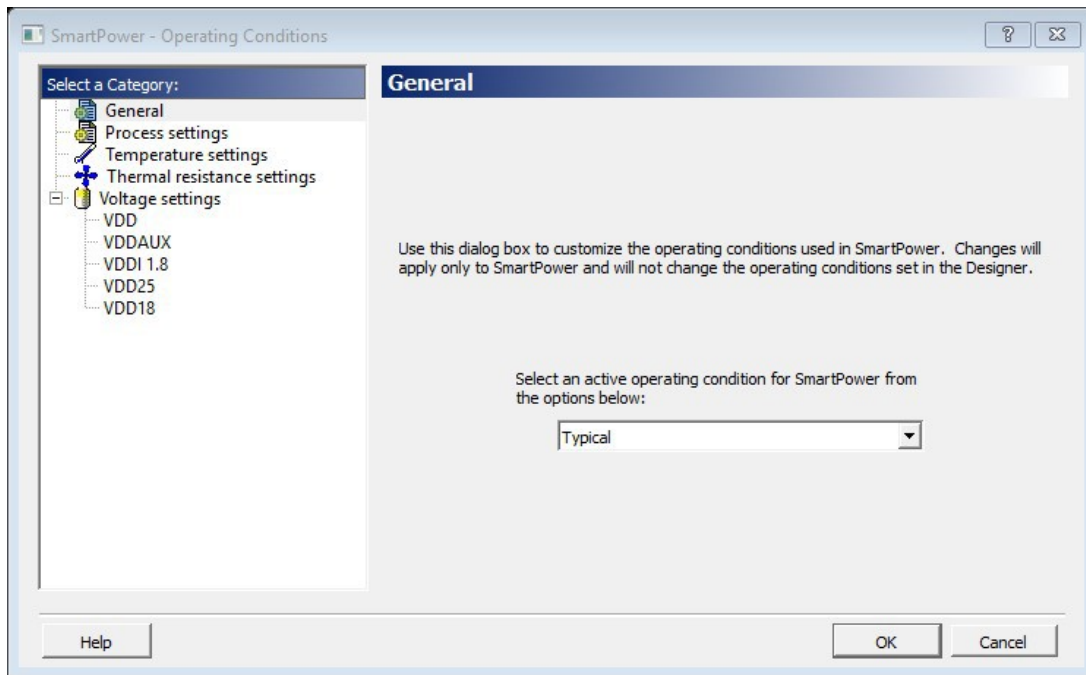 SmartPower - Operating Conditions
Select a Category:
General
Process settings
Temperature settings
Thermal resistance settings
Voltage settings
VDD
VDDAUX
VDDI 1.8
VDD25
VDD18
General
Use this dialog box to customize the operating conditions used in SmartPower.  Changes will
apply only to SmartPower and will not change the operating conditions set in the Designer.
Select an active operating condition for SmartPower from
the options below:
Typical
Help
OK
Cancel